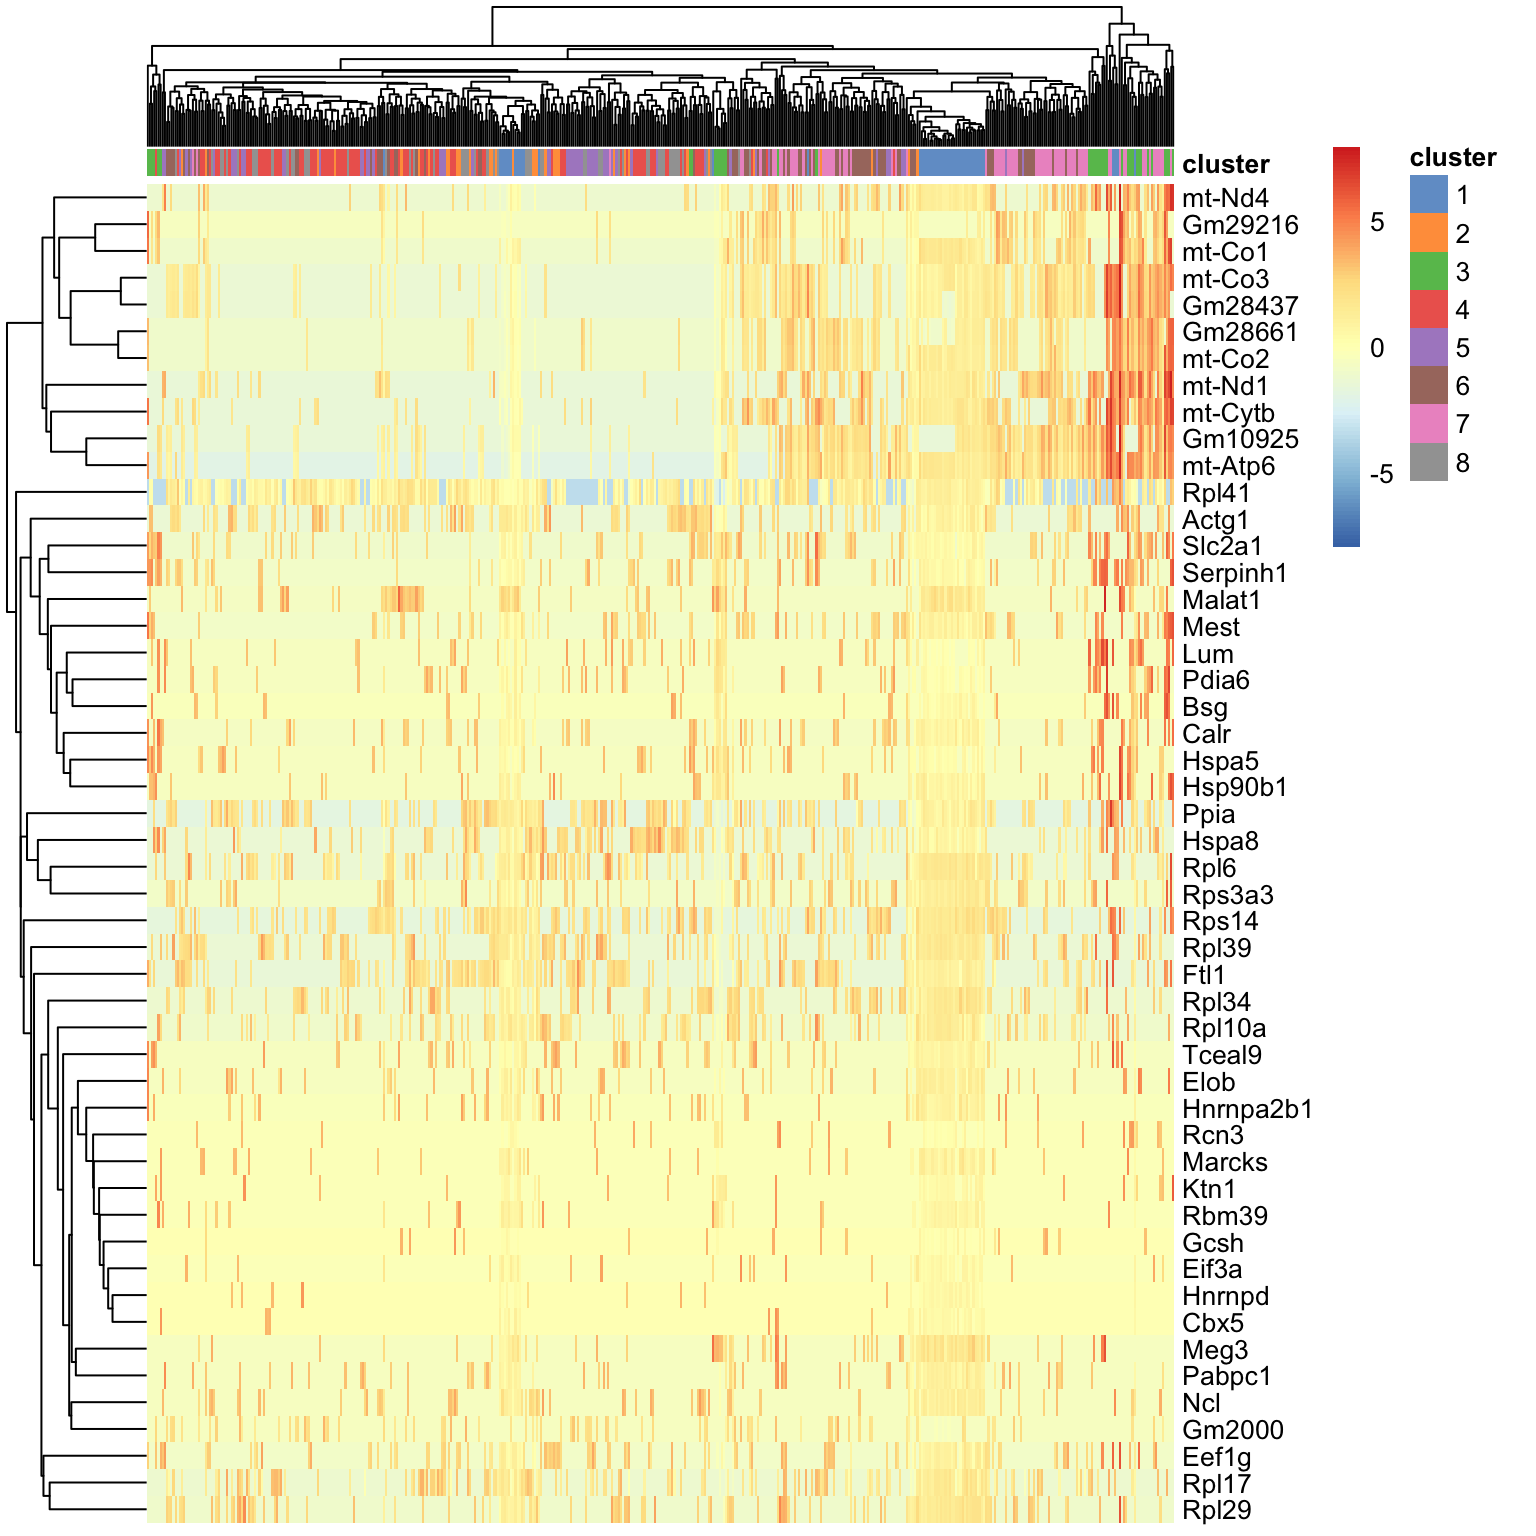 cluster
mt-Nd4
Gm29216
mt-Co1
mt-Co3
Gm28437
Gm28661
mt-Co2
mt-Nd1
mt-Cytb
Gm10925
mt-Atp6
Rpl41
Actg1
Slc2a1
Serpinh1
Malat1
Mest
Lum
Pdia6
Bsg
Calr
Hspa5
Hsp90b1
Ppia
Hspa8
Rpl6
Rps3a3
Rps14
Rpl39
Ftl1
Rpl34
Rpl10a
Tceal9
Elob
Hnrnpa2b1
Rcn3
Marcks
Ktn1
Rbm39
Gcsh
Eif3a
Hnrnpd
Cbx5
Meg3
Pabpc1
Ncl
Gm2000
Eef1g
Rpl17
Rpl29
5
0
-5
cluster
1
2
3
4
5
6
7
8